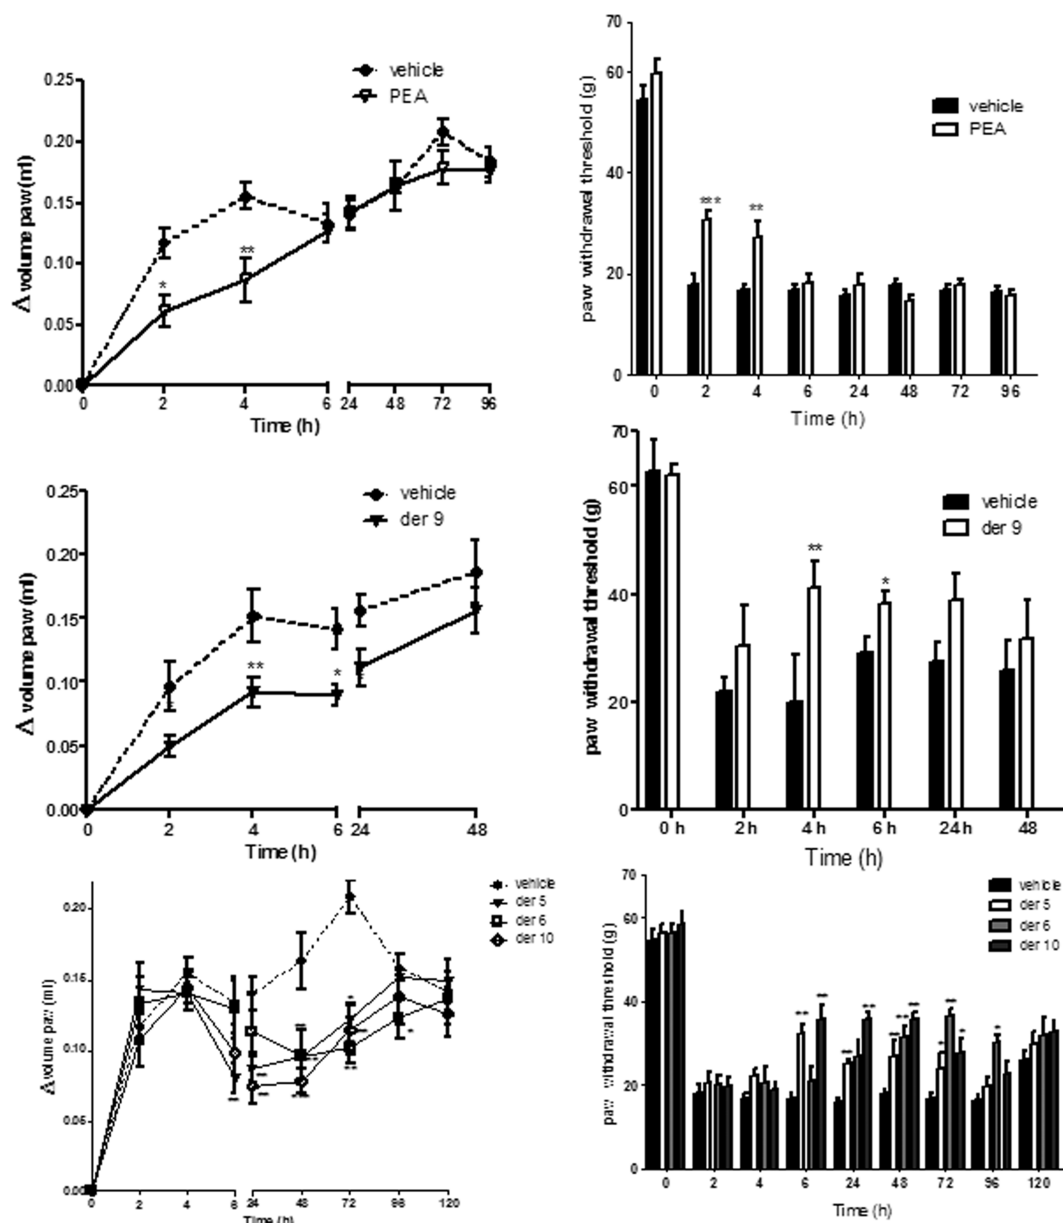 vehicle
PEA
0.25
0.20
0.15
0.10
0.05
0.00
Δ volume paw (ml)
*
**
0 2 4 6 24 48 72 96
Time (h)
70
60
40
20
0
paw withdrawal threshold (g)
vehicle
PEA
***
**
0 2 4 6 24 48 72 96
Time (h)
vehicle
der 9
0.25
0.20
0.15
0.10
0.05
0.00
Δ volume paw (ml)
**
*
0 2 4 6 24 48
Time (h)
70
60
40
20
0
paw withdrawal threshold (g)
vehicle
der 9
**
*
0 h 2h 4h 6h 24h 48
Time (h)
vehicle
der 5
der 6
der 10
0.20
0.15
0.10
0.05
0.00
Δ volume paw (ml)
0 2 4 6 24 48 72 96 120
Time (h)
70
60
40
20
0
withdrawal threshold (g)
vehicle
der 5
der 6
der 10
** ** ** ** ** ** ** * ** * *
0 2 4 6 24 48 72 96 120
Time (h)